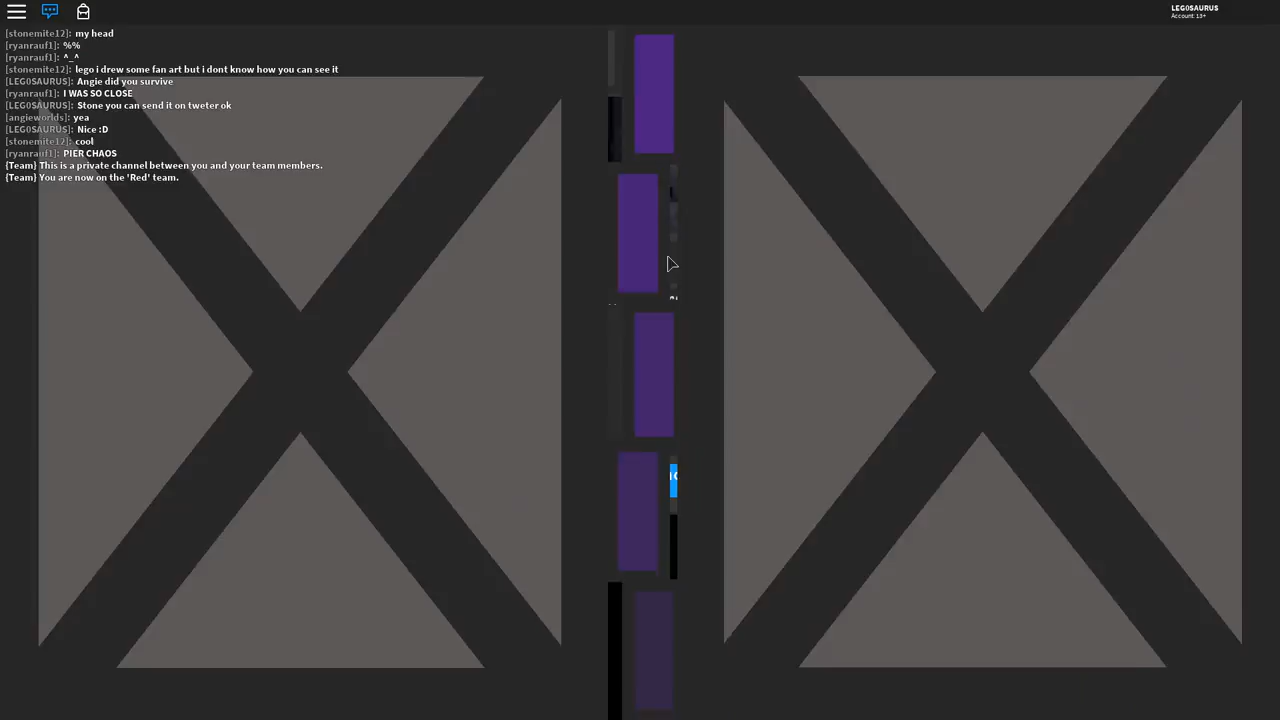 LEG0SAURUS
Account: 13+
[stonemite12]: my head
[ryanrauf1]: %%
[ryanrauf1]: ^_^
[stonemite12]: lego i drew some fan art but i dont know how you can see it
[LEG0SAURUS]: Angie did you survive
[ryanrauf1]: I WAS SO CLOSE
[LEG0SAURUS]: Stone you can send it on tweter ok
[angieworlds]: yea
[LEG0SAURUS]: Nice :D
[stonemite12]: cool
[ryanrauf1]: PIER CHAOS
{Team} This is a private channel between you and your team members.
{Team} You are now on the 'Red' team.